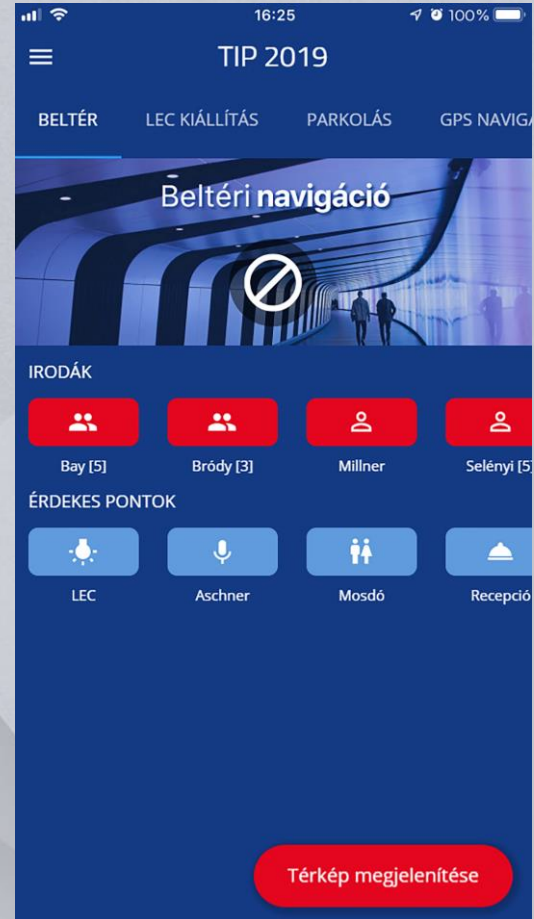 16:25
100%
TIP 2019
BELTÉR LEC KIÁLLÍTÁS PARKOLÁS GPS NAVIGA
Beltéri navigáció
IRODÁK
Bay [5] Bródy [3] Millner Selényi [5]
ÉRDEKES PONTOK
LEC Aschner Mosdó Recepció
Térkép megjelenítése